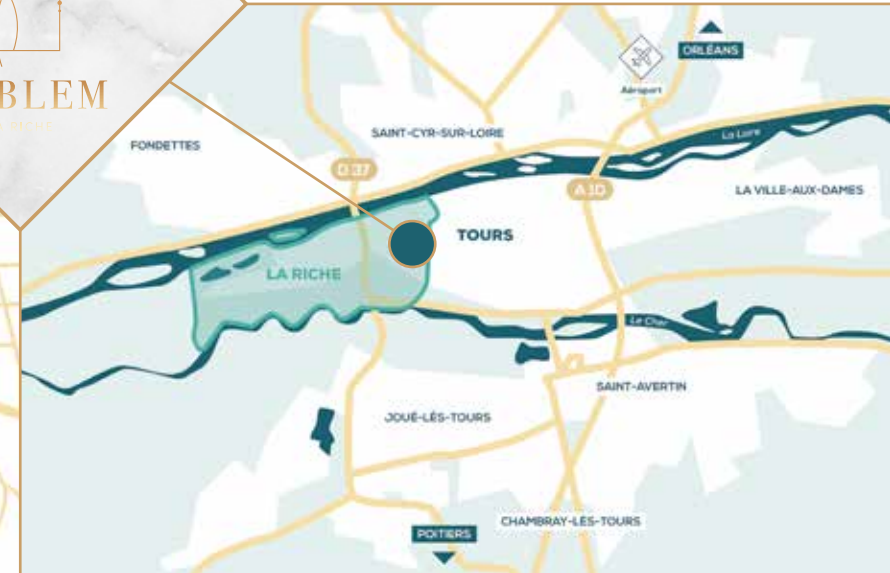 BLEM
ORLÉANS
Aéroport
FONDETTES
SAINT-CYR-SUR-LOIRE
La Loire
D 37
A 10
LA VILLE-AUX-DAMES
TOURS
LA RICHE
Le Cher
SAINT-AVERTIN
JOUÉ-LÈS-TOURS
CHAMBRAY-LÈS-TOURS
POITIERS